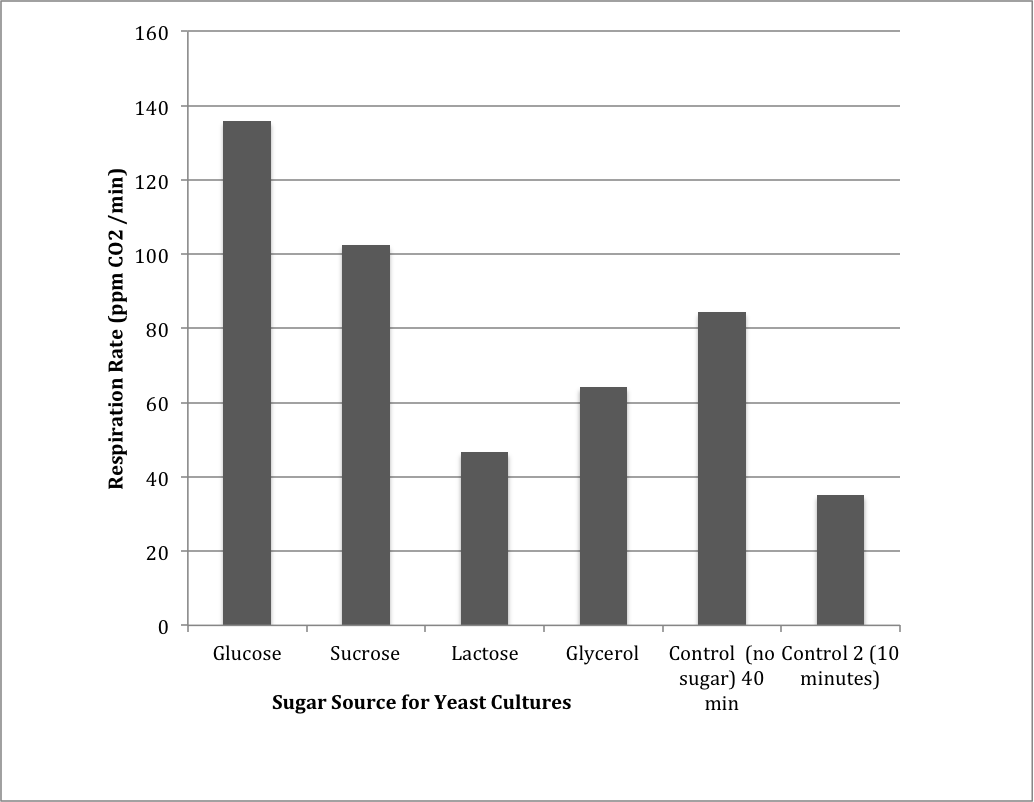 160
140
120
100
80
60
40
20
0
Respiration Rate (ppm CO2 /min)
Glucose
Sucrose
Lactose
Glycerol
Control (no
sugar) 40
min
Control 2 (10
minutes)
Sugar Source for Yeast Cultures